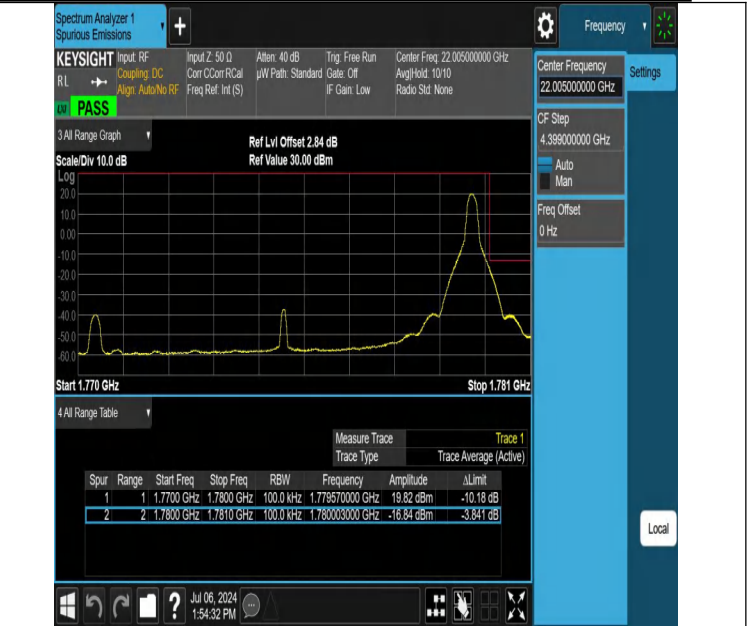 Spectrum Analyzer 1
Spurious Emissions
+
Frequency
KEYSIGHT
RL
PASS
Input: RF
Coupling: DC
Align: Auto/No RF
Input Z: 50 Ω
Corr CCorr RCal
Freq Ref: Int (S)
Atten: 40 dB
µW Path: Standard
Trig: Free Run
Gate: Off
IF Gain: Low
Center Freq: 22.005000000 GHz
Avg|Hold: 10/10
Radio Std: None
Center Frequency
22.005000000 GHz
Settings
CF Step
4.399000000 GHz
Auto
Man
Freq Offset
0 Hz
3 All Range Graph
Scale/Div 10.0 dB
Ref Lvl Offset 2.84 dB
Ref Value 30.00 dBm
Log
20.0
10.0
0.00
-10.0
-20.0
-30.0
-40.0
-50.0
-60.0
Start 1.770 GHz
Stop 1.781 GHz
4 All Range Table
Measure Trace Trace 1
Trace Type Trace Average (Active)
Spur Range Start Freq Stop Freq RBW Frequency Amplitude ΔLimit
1 1 1.7700 GHz 1.7800 GHz 100.0 kHz 1.779570000 GHz 19.82 dBm -10.18 dB
2 2 1.7800 GHz 1.7810 GHz 100.0 kHz 1.780003000 GHz -16.84 dBm -3.841 dB
Local
?
Jul 06, 2024
1:54:32 PM